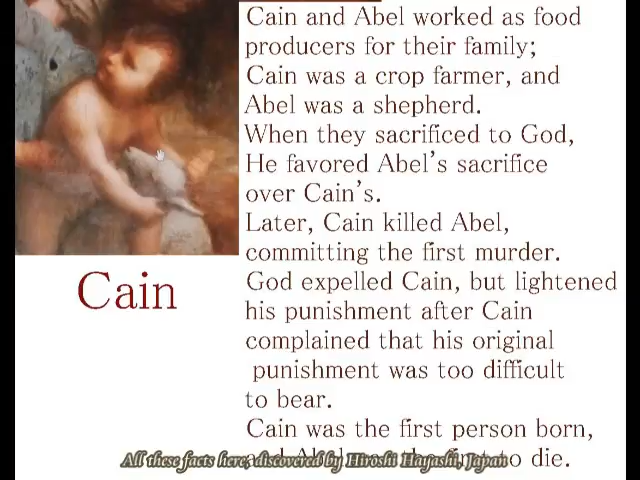 Cain and Abel worked as food
producers for their family;
Cain was a crop farmer, and
Abel was a shepherd.
When they sacrificed to God,
He favored Abel's sacrifice
over Cain's.
Later, Cain killed Abel,
committing the first murder.
God expelled Cain, but lightened
his punishment after Cain
complained that his original
punishment was too difficult
to bear.
Cain was the first person born,
and die.
Cain
All these facts here, discovered by Hiroshi Hayashi, Japan